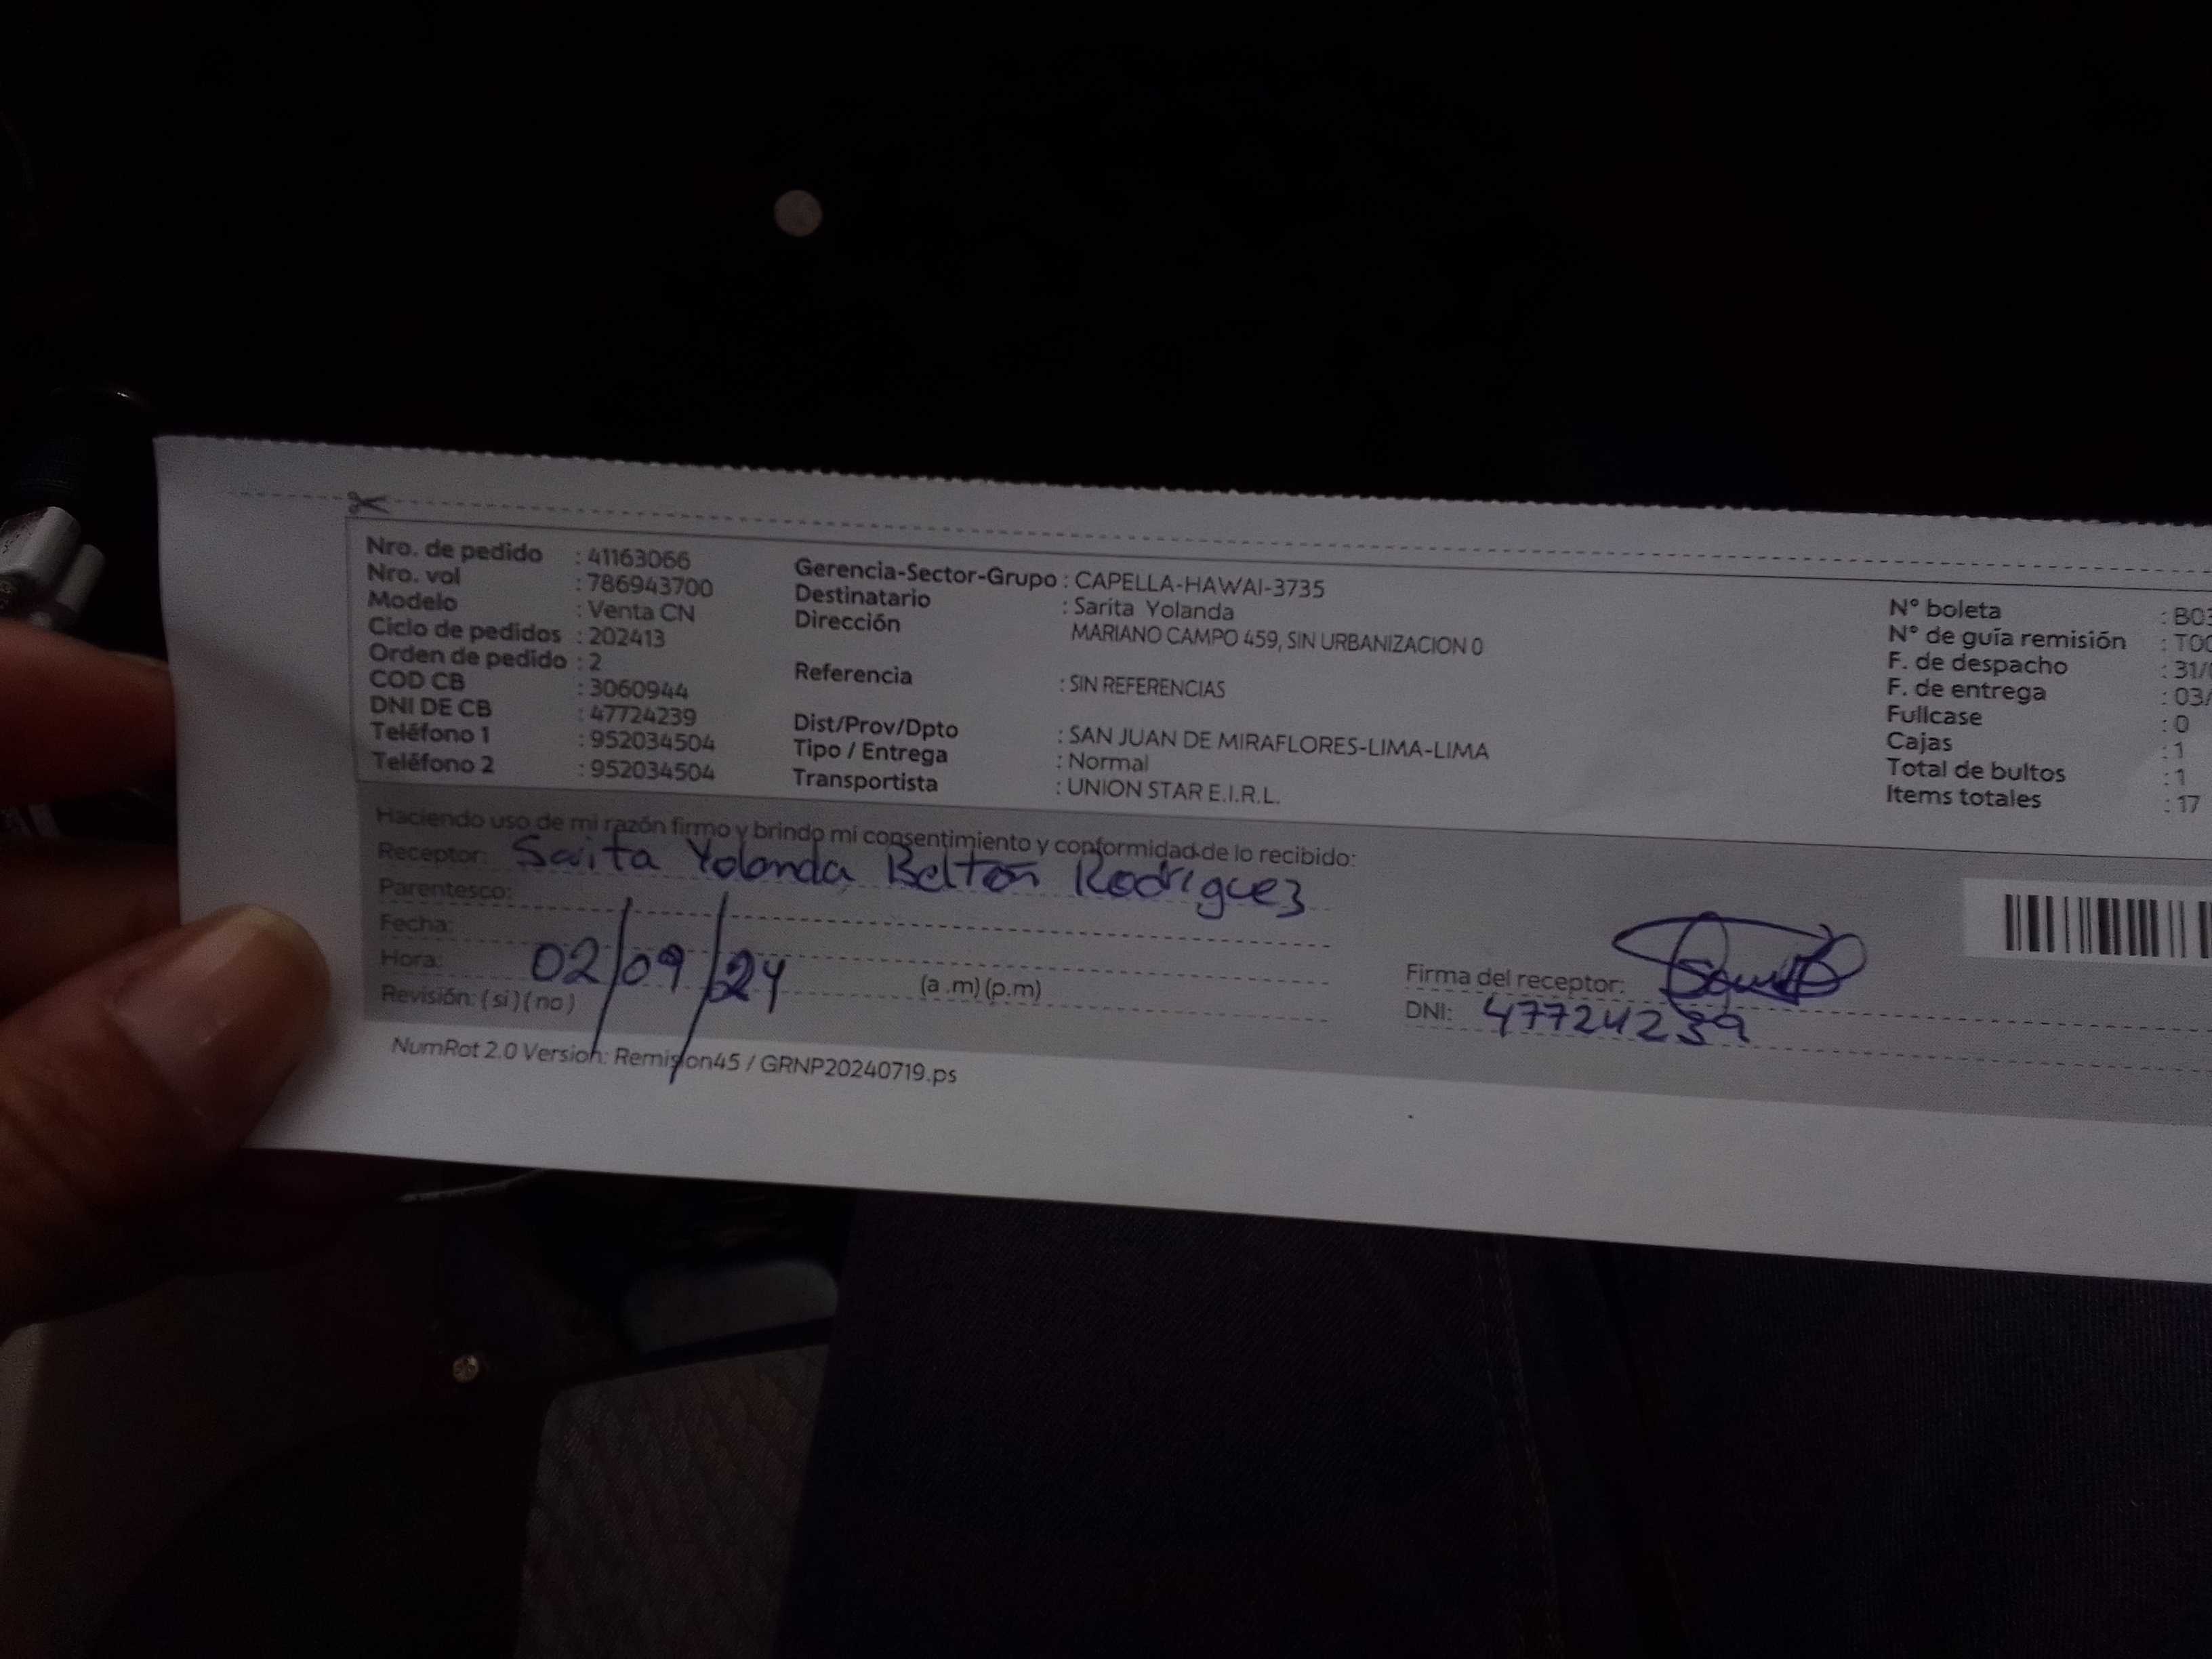 Nro. de pedido : 41163066
Nro. vol : 786943700
Modelo : Venta CN
Ciclo de pedidos : 202413
Orden de pedido : 2
COD CB : 3060944
DNI DE CB : 47724239
Teléfono 1 : 952034504
Teléfono 2 : 952034504
Gerencia-Sector-Grupo : CAPELLA-HAWAI-3735
Destinatario : Sarita Yolanda
Dirección MARIANO CAMPO 459, SIN URBANIZACION 0
Referencia : SIN REFERENCIAS
Dist/Prov/Dpto : SAN JUAN DE MIRAFLORES-LIMA-LIMA
Tipo / Entrega : Normal
Transportista : UNION STAR E.I.R.L.
N° boleta : B03
N° de guía remisión : T00
F. de despacho : 31/
F. de entrega : 03/
Fullcase : 0
Cajas : 1
Total de bultos : 1
Items totales : 17
Haciendo uso de mi razón firmo y brindo mi consentimiento y conformidad de lo recibido:
Receptor: Sarita Yolanda Beltrán Rodriguez
Parentesco:
Fecha:
Hora: 02/09/24 (a .m) (p.m)
Revisión: (si) (no)
Firma del receptor:
DNI: 47724239
NumRot 2.0 Version: Remision45 / GRNP20240719.ps